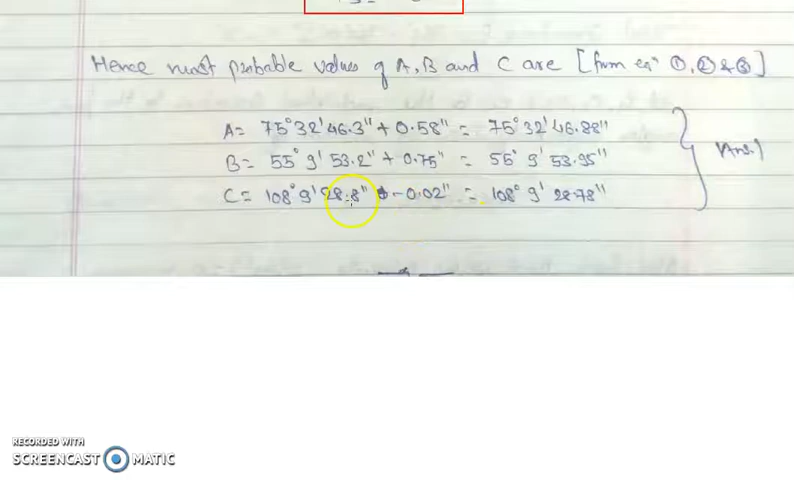 Hence most probable values of A, B and C are [from eqⁿ ①, ② & ③]
A = 75° 32' 46.3" + 0.58" = 75° 32' 46.88"
B = 55° 9' 53.2" + 0.75" = 55° 9' 53.95"
(Ans.)
C = 108° 9' 28.8" - 0.02" = 108° 9' 28.78"
RECORDED WITH
SCREENCAST MATIC